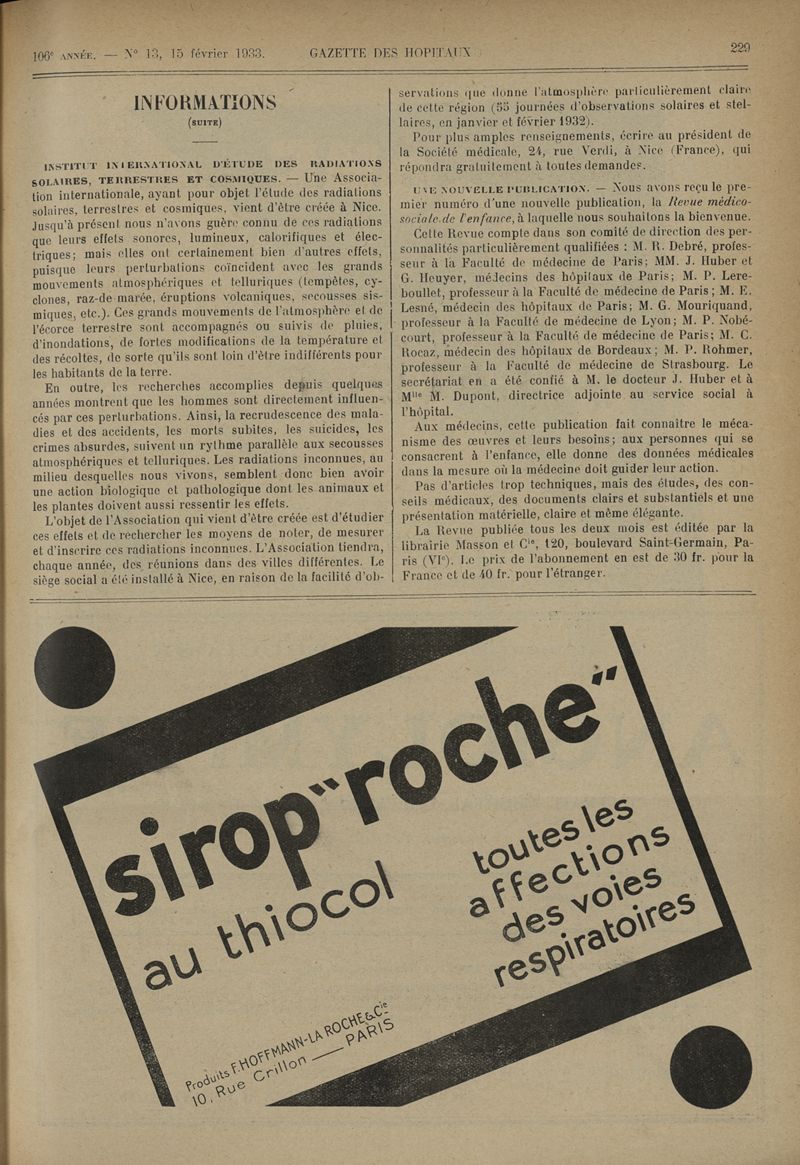 106e ANNÉE. — N° 13, 15 février 1933.
GAZETTE DES HOPITAUX
229
INFORMATIONS
(SUITE)
INSTITUT INTERNATIONAL D'ÉTUDE DES RADIATIONS
SOLAIRES, TERRESTRES ET COSMIQUES. — Une Associa-
tion internationale, ayant pour objet l'étude des radiations
solaires, terrestres et cosmiques, vient d'être créée à Nice.
Jusqu'à présent nous n'avons guère connu de ces radiations
que leurs effets sonores, lumineux, calorifiques et élec-
triques; mais elles ont certainement bien d'autres effets,
puisque leurs perturbations coïncident avec les grands
mouvements atmosphériques et telluriques (tempêtes, cy-
clones, raz-de marée, éruptions volcaniques, secousses sis-
miques, etc.). Ces grands mouvements de l'atmosphère et de
l'écorce terrestre sont accompagnés ou suivis de pluies,
d'inondations, de fortes modifications de la température et
des récoltes, de sorte qu'ils sont loin d'être indifférents pour
les habitants de la terre.
En outre, les recherches accomplies depuis quelques
années montrent que les hommes sont directement influen-
cés par ces perturbations. Ainsi, la recrudescence des mala-
dies et des accidents, les morts subites, les suicides, les
crimes absurdes, suivent un rythme parallèle aux secousses
atmosphériques et telluriques. Les radiations inconnues, au
milieu desquelles nous vivons, semblent donc bien avoir
une action biologique et pathologique dont les animaux et
les plantes doivent aussi ressentir les effets.
L'objet de l'Association qui vient d'être créée est d'étudier
ces effets et de rechercher les moyens de noter, de mesurer
et d'inscrire ces radiations inconnues. L'Association tiendra,
chaque année, des réunions dans des villes différentes. Le
siège social a été installé à Nice, en raison de la facilité d'ob-
servations que donne l'atmosphère particulièrement claire
de cette région (55 journées d'observations solaires et stel-
laires, en janvier et février 1932).
Pour plus amples renseignements, écrire au président de
la Société médicale, 24, rue Verdi, à Nice (France), qui
répondra gratuitement à toutes demandes.
UNE NOUVELLE PUBLICATION. — Nous avons reçu le pre-
mier numéro d'une nouvelle publication, la Revue médico-
sociale de l'enfance, à laquelle nous souhaitons la bienvenue.
Cette Revue compte dans son comité de direction des per-
sonnalités particulièrement qualifiées : M. R. Debré, profes-
seur à la Faculté de médecine de Paris; MM. J. Huber et
G. Heuyer, médecins des hôpitaux de Paris; M. P. Lere-
boullet, professeur à la Faculté de médecine de Paris; M. E.
Lesné, médecin des hôpitaux de Paris; M. G. Mouriquand,
professeur à la Faculté de médecine de Lyon; M. P. Nobé-
court, professeur à la Faculté de médecine de Paris; M. C.
Rocaz, médecin des hôpitaux de Bordeaux; M. P. Rohmer,
professeur à la Faculté de médecine de Strasbourg. Le
secrétariat en a été confié à M. le docteur J. Huber et à
Mlle M. Dupont, directrice adjointe au service social à
l'hôpital.
Aux médecins, cette publication fait connaître le méca-
nisme des œuvres et leurs besoins; aux personnes qui se
consacrent à l'enfance, elle donne des données médicales
dans la mesure où la médecine doit guider leur action.
Pas d'articles trop techniques, mais des études, des con-
seils médicaux, des documents clairs et substantiels et une
présentation matérielle, claire et même élégante.
La Revue publiée tous les deux mois est éditée par la
librairie Masson et Cie, 120, boulevard Saint-Germain, Pa-
ris (VIe). Le prix de l'abonnement en est de 30 fr. pour la
France et de 40 fr. pour l'étranger.
sirop "roche"
au thiocol
toutes les
affections
des voies
respiratoires
Produits F. HOFFMANN-LA ROCHE & Cie
10, Rue Crillon — PARIS